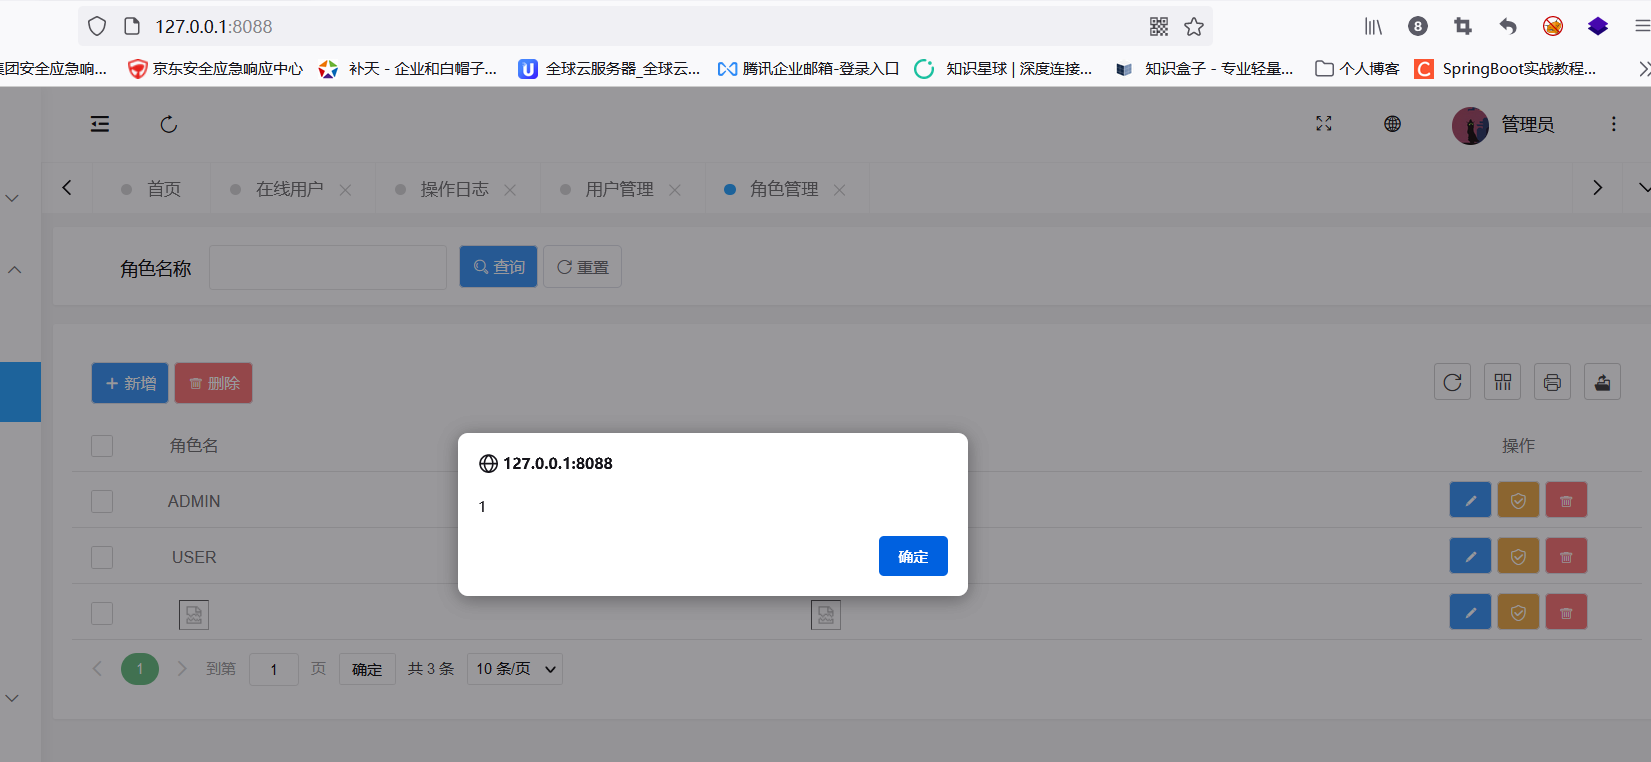 127.0.0.1:8088
8
集团安全应急响... 京东安全应急响应中心 补天 - 企业和白帽子... 全球云服务器_全球云... 腾讯企业邮箱-登录入口 知识星球 | 深度连接... 知识盒子 - 专业轻量... 个人博客 SpringBoot实战教程...
管理员
首页 在线用户 操作日志 用户管理 角色管理
角色名称 查询 重置
新增 删除
角色名 操作
127.0.0.1:8088
ADMIN
1
确定
USER
1 到第 1 页 确定 共 3 条 10 条/页